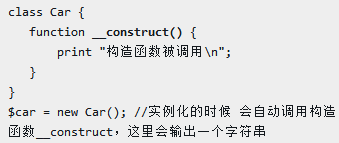 class Car {
   function __construct() {
       print "构造函数被调用\n";
   }
}
$car = new Car(); //实例化的时候 会自动调用构造
函数__construct，这里会输出一个字符串